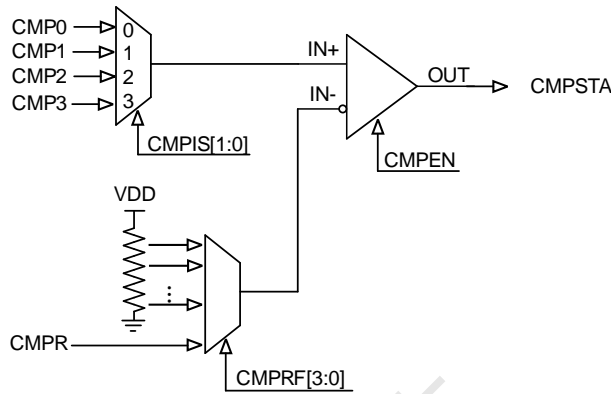 CMP0
CMP1
CMP2
CMP3
0
1
2
3
CMPIS[1:0]
IN+
IN-
OUT
CMPSTA
CMPEN
VDD
CMPR
CMPRF[3:0]